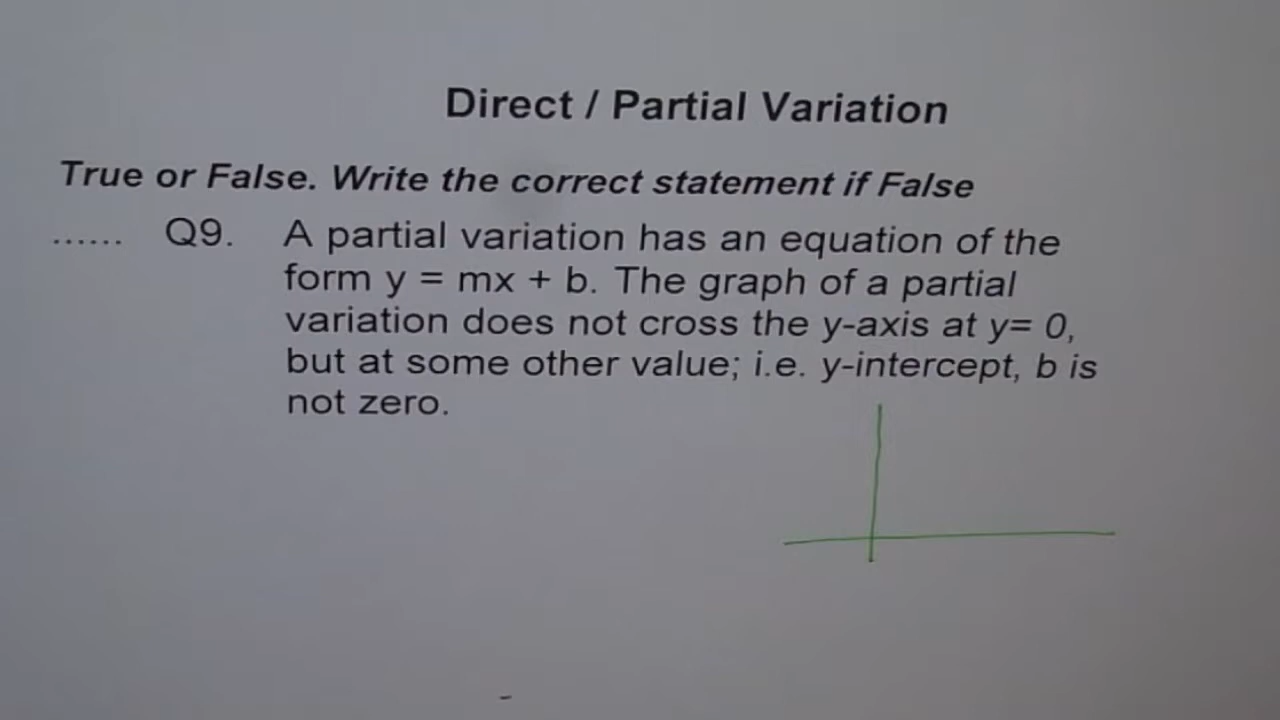 Direct / Partial Variation
True or False. Write the correct statement if False
...... Q9. A partial variation has an equation of the
form y = mx + b. The graph of a partial
variation does not cross the y-axis at y= 0,
but at some other value; i.e. y-intercept, b is
not zero.